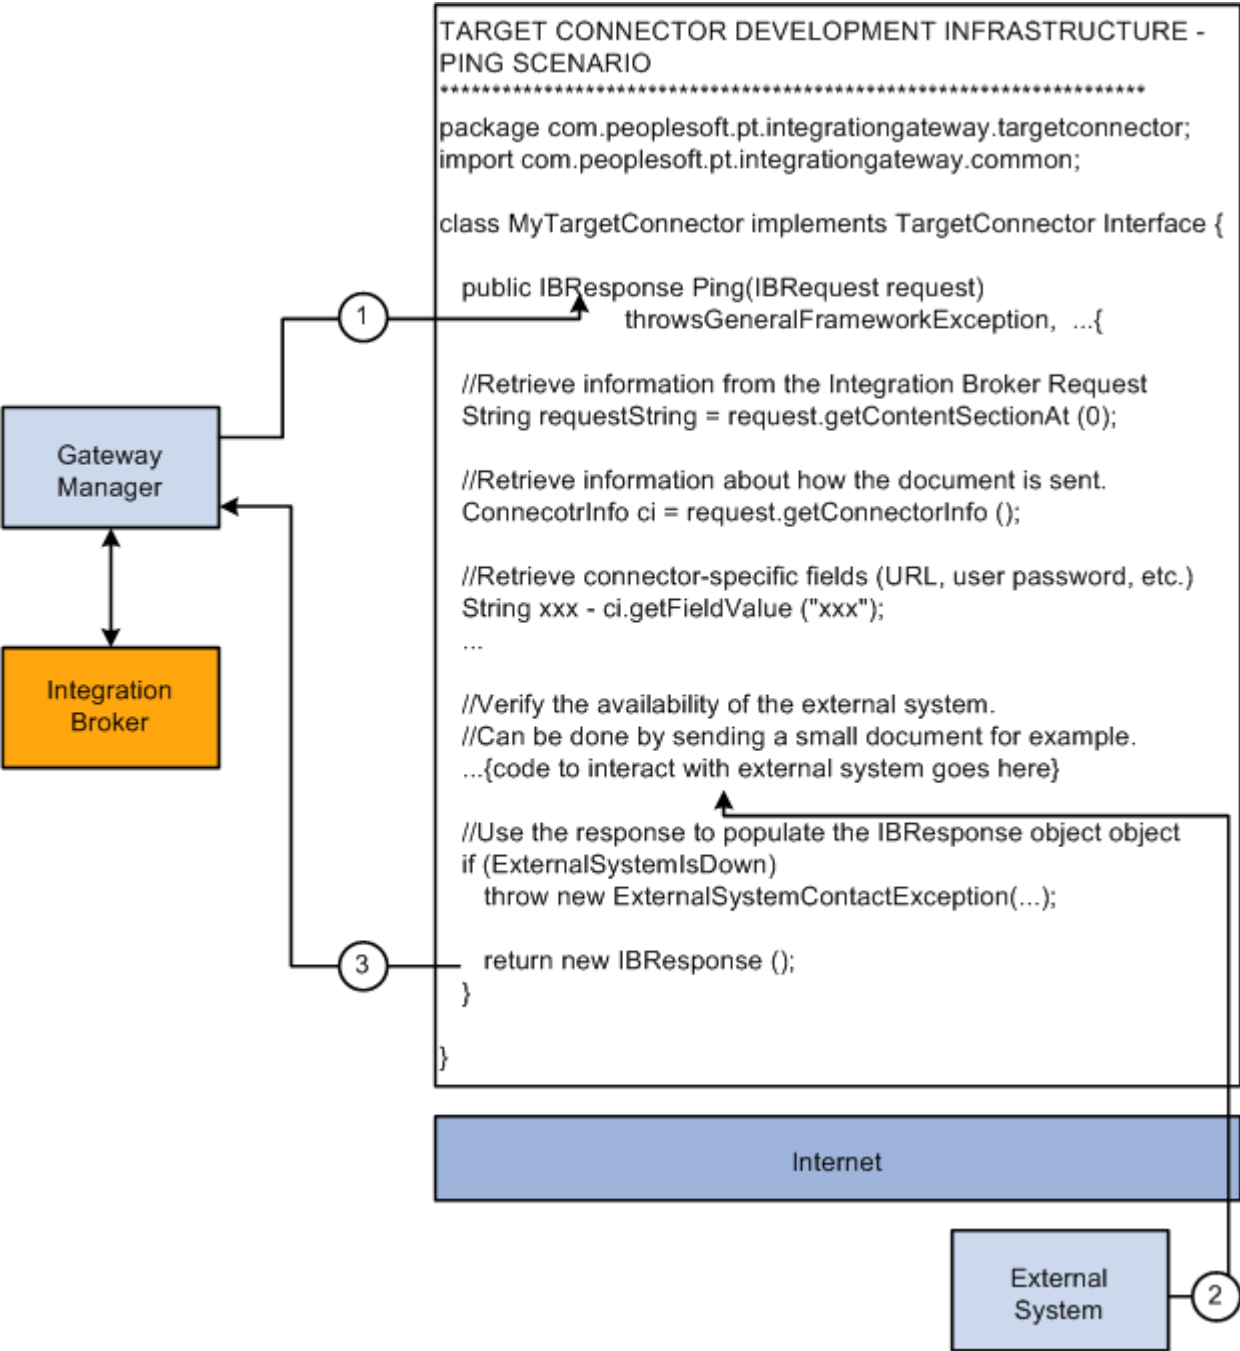 TARGET CONNECTOR DEVELOPMENT INFRASTRUCTURE -
PING SCENARIO
********************************************************************
package com.peoplesoft.pt.integrationgateway.targetconnector;
import com.peoplesoft.pt.integrationgateway.common;
class MyTargetConnector implements TargetConnector Interface {
public IBResponse Ping(IBRequest request)
1
throwsGeneralFrameworkException, ...{
//Retrieve information from the Integration Broker Request
String requestString = request.getContentSectionAt (0);
Gateway
Manager
//Retrieve information about how the document is sent.
ConnecotrInfo ci = request.getConnectorInfo ();
//Retrieve connector-specific fields (URL, user password, etc.)
String xxx - ci.getFieldValue ("xxx");
...
Integration
Broker
//Verify the availability of the external system.
//Can be done by sending a small document for example.
...{code to interact with external system goes here}
//Use the response to populate the IBResponse object object
if (ExternalSystemIsDown)
throw new ExternalSystemContactException(...);
3
return new IBResponse ();
}
}
Internet
External
System
2